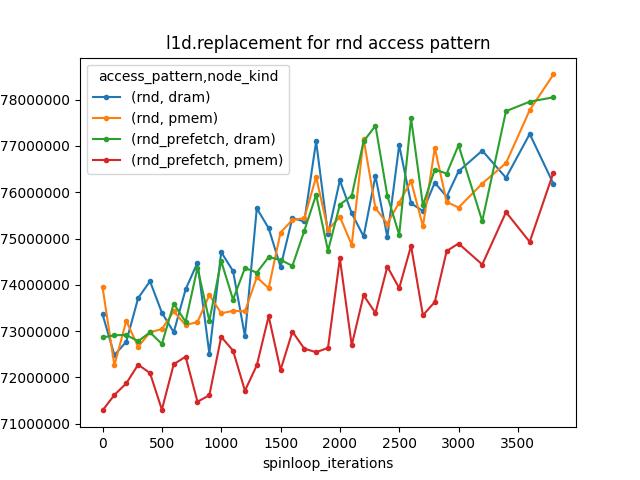 l1d.replacement for rnd access pattern
access_pattern,node_kind
(rnd, dram)
(rnd, pmem)
(rnd_prefetch, dram)
(rnd_prefetch, pmem)
78000000
77000000
76000000
75000000
74000000
73000000
72000000
71000000
0 500 1000 1500 2000 2500 3000 3500
spinloop_iterations